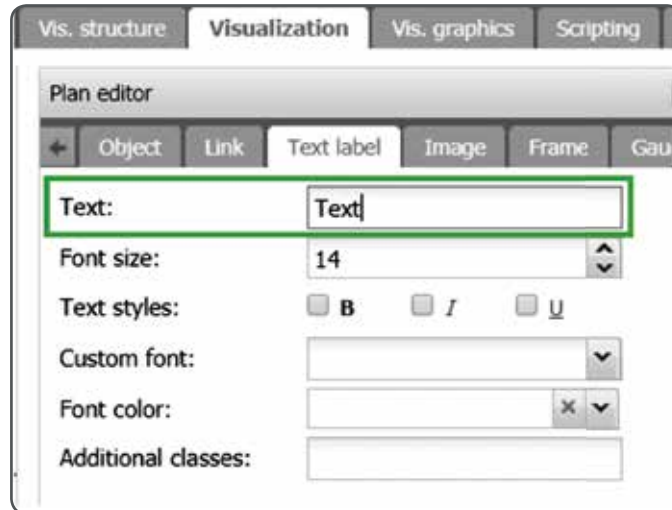 Vis. structure Visualization Vis. graphics Scripting
Plan editor
Object Link Text label Image Frame Gau
Text: Text
Font size: 14
Text styles: B I U
Custom font:
Font color:
Additional classes: